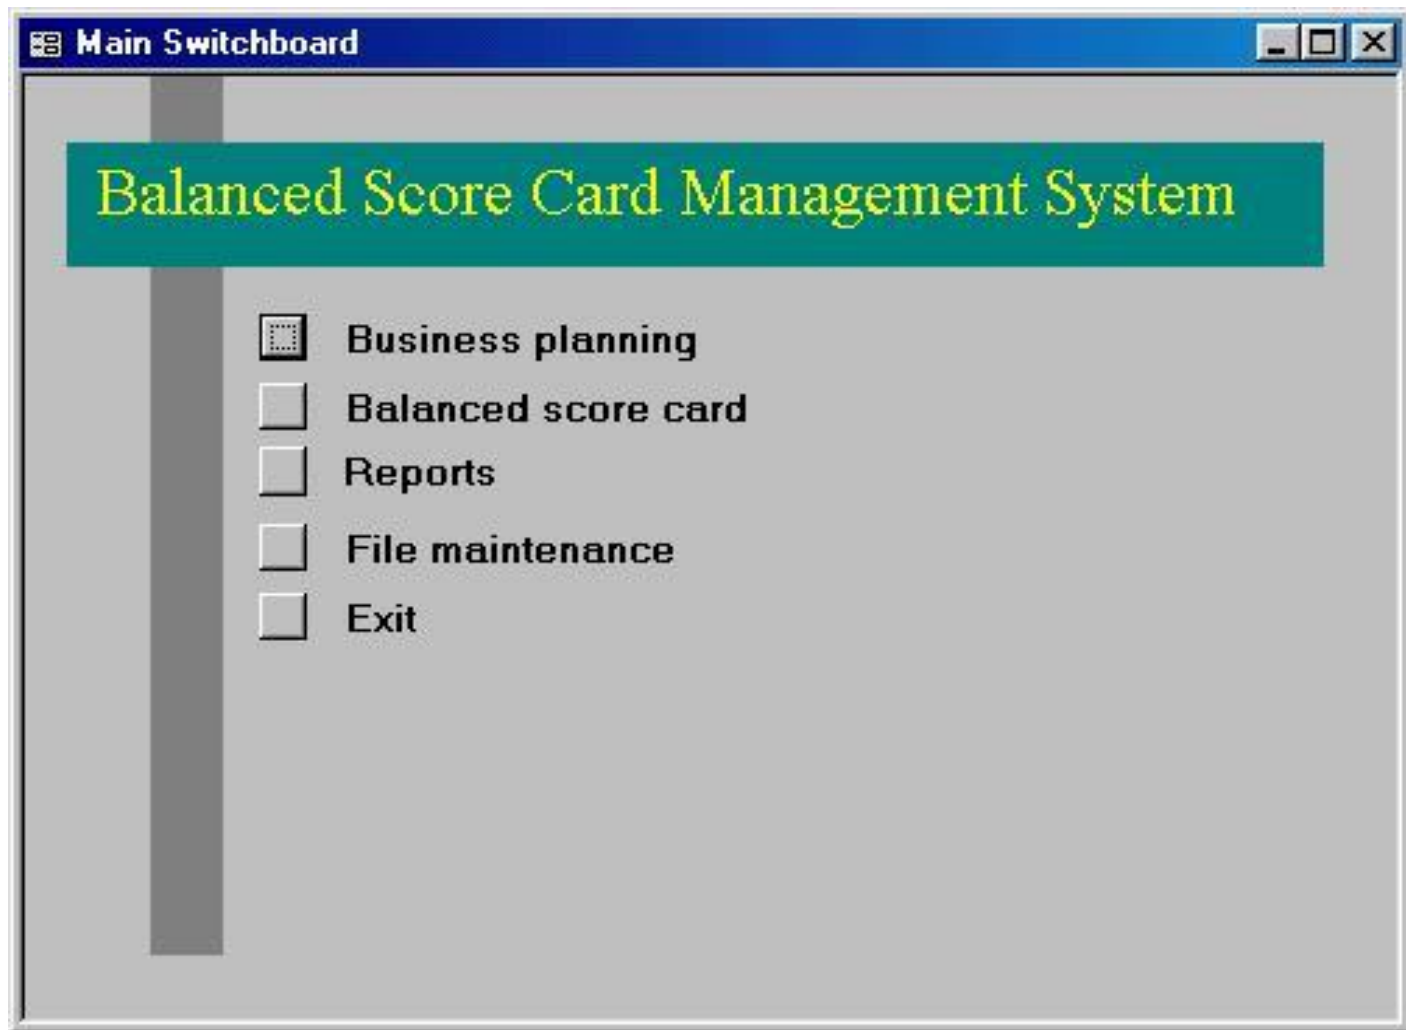 Main Switchboard
Balanced Score Card Management System
Business planning
Balanced score card
Reports
File maintenance
Exit